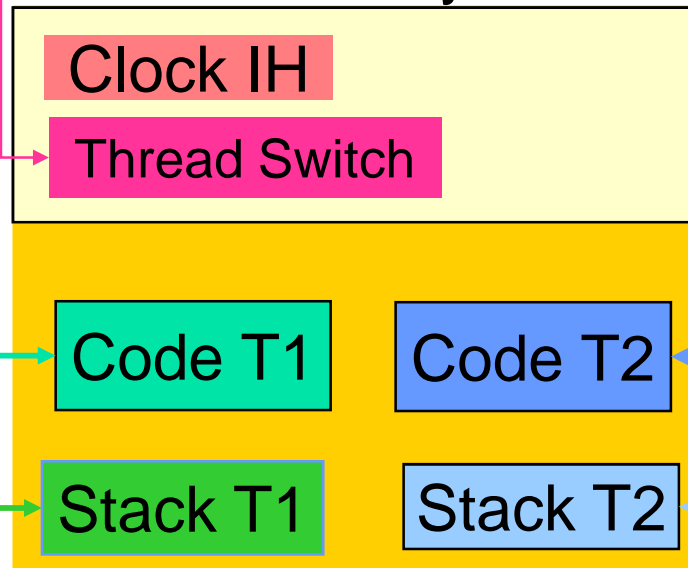 Clock IH
Thread Switch
Code T1
Code T2
Stack T1
Stack T2